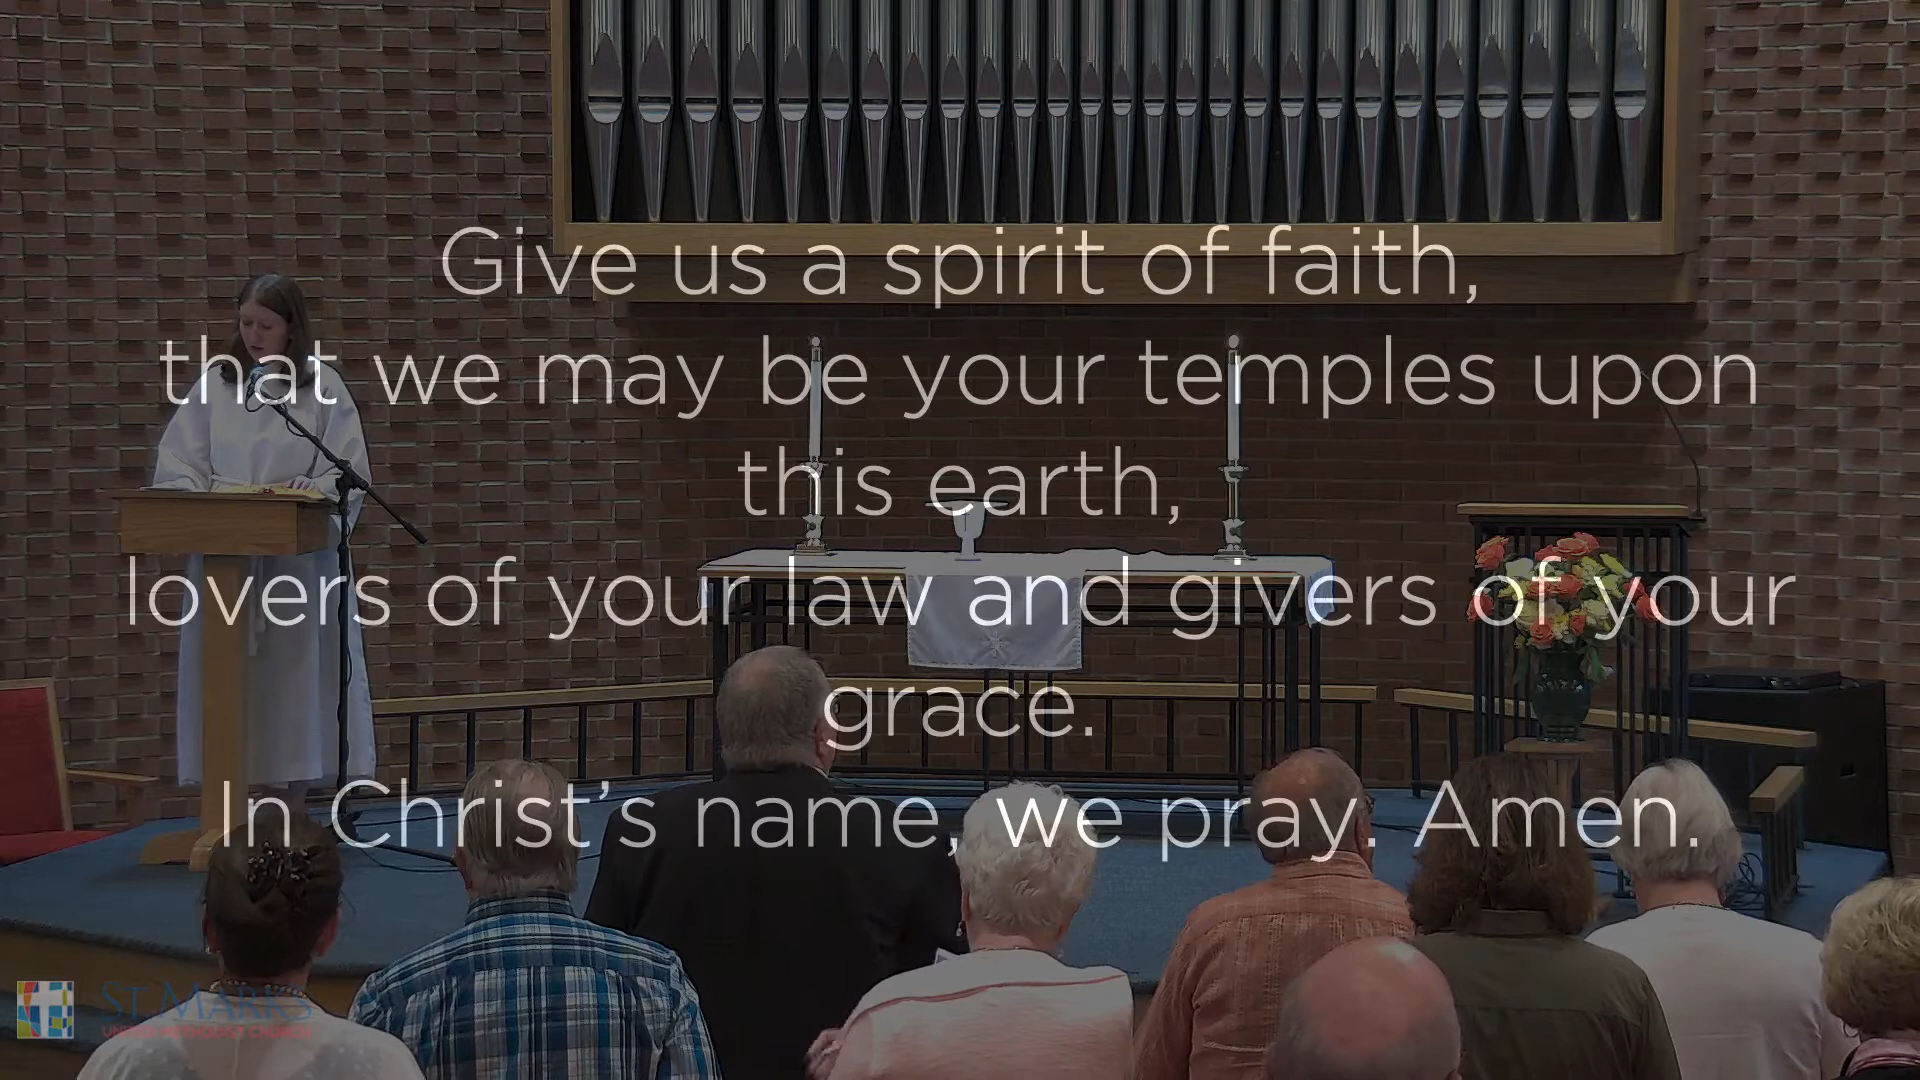 Give us a spirit of faith,
that we may be your temples upon
this earth,
lovers of your law and givers of your
grace.
In Christ’s name, we pray. Amen.
ST. MARK'S
UNITED METHODIST CHURCH